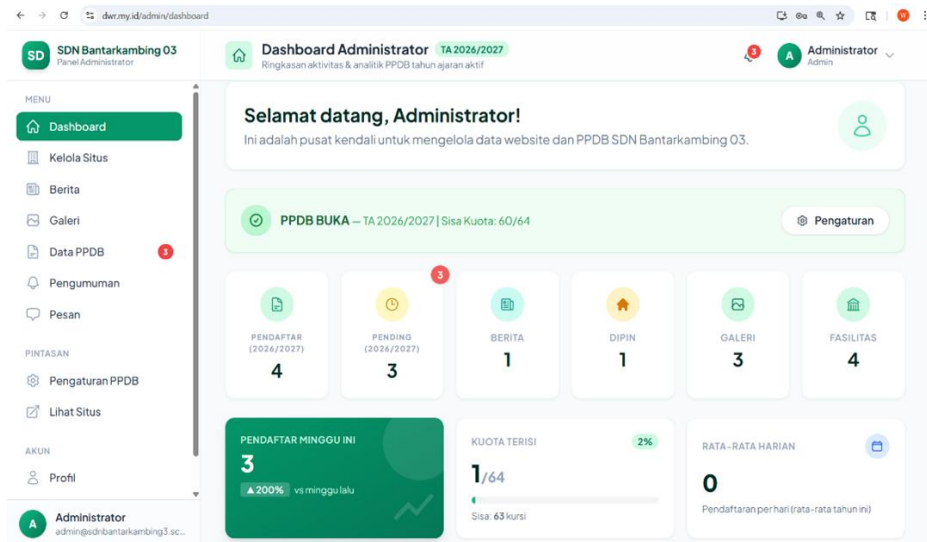 dwr.my.id/admin/dashboard
SD
SDN Bantarkambing 03
Panel Administrator
Dashboard Administrator TA 2026/2027
Ringkasan aktivitas & analitik PPDB tahun ajaran aktif
3
A
Administrator
Admin
MENU
Dashboard
Kelola Situs
Berita
Galeri
Data PPDB 3
Pengumuman
Pesan
PINTASAN
Pengaturan PPDB
Lihat Situs
AKUN
Profil
A
Administrator
admin@sdnbantarkambing3.sc...
Selamat datang, Administrator!
Ini adalah pusat kendali untuk mengelola data website dan PPDB SDN Bantarkambing 03.
PPDB BUKA — TA 2026/2027 | Sisa Kuota: 60/64
Pengaturan
PENDAFTAR
(2026/2027)
4
3
PENDING
(2026/2027)
3
BERITA
1
DIPIN
1
GALERI
3
FASILITAS
4
PENDAFTAR MINGGU INI
3
▲200% vs minggu lalu
KUOTA TERISI 2%
1/64
Sisa: 63 kursi
RATA-RATA HARIAN
0
Pendaftaran per hari (rata-rata tahun ini)